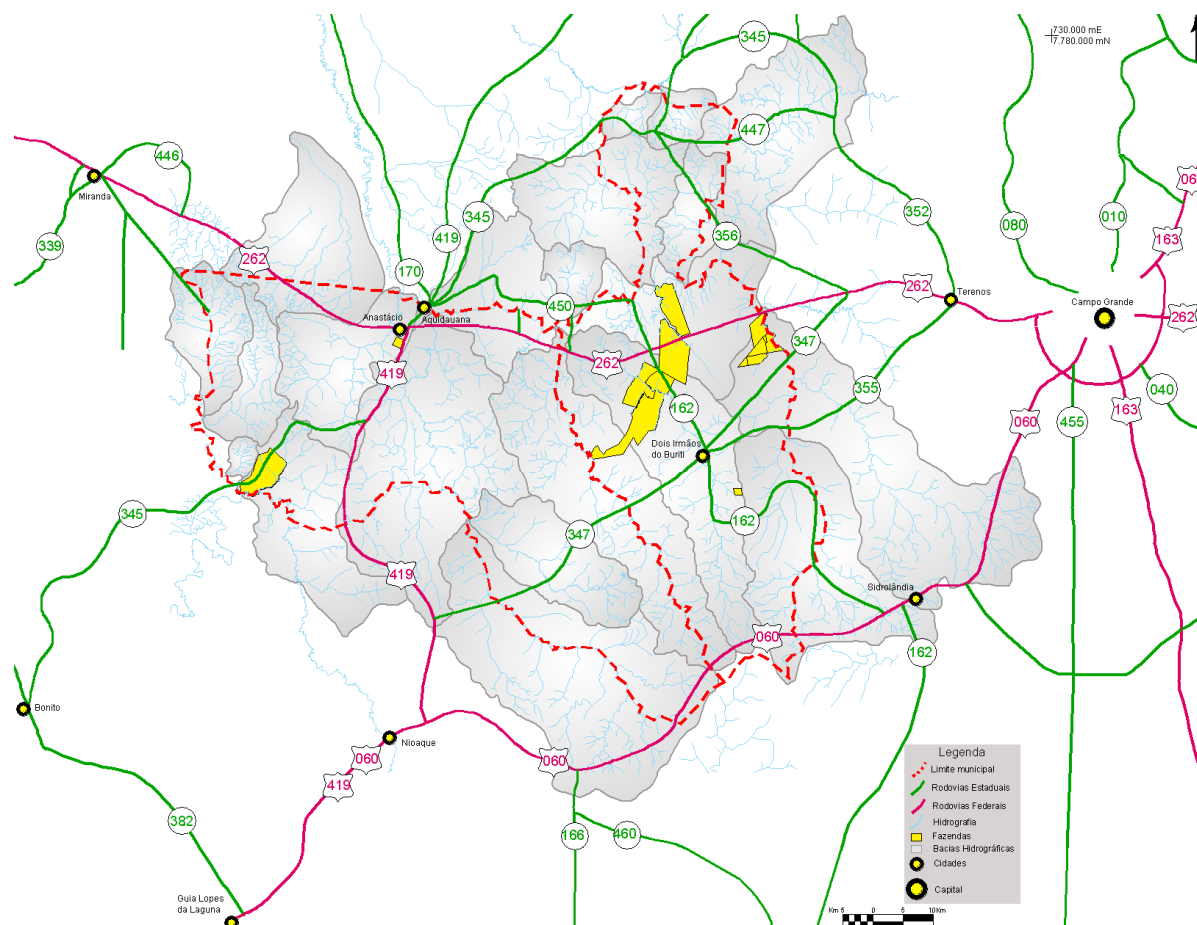 345
730.000 mE
7.780.000 mN
447
446
Miranda
06
352
080
010
345
419
356
163
339
262
170
262
Terenos
Campo Grande
450
262
Anastácio
Aquidauana
347
262
419
355
040
162
060
163
455
Dois Irmãos
do Buriti
345
162
347
419
Sidrolândia
060
162
Bonito
Nioaque
060
060
419
382
166
460
Guia Lopes
da Laguna
Legenda
Limite municipal
Rodovias Estaduais
Rodovias Federais
Hidrografia
Fazendas
Bacias Hidrográficas
Cidades
Capital
Km 5 0 5 10Km